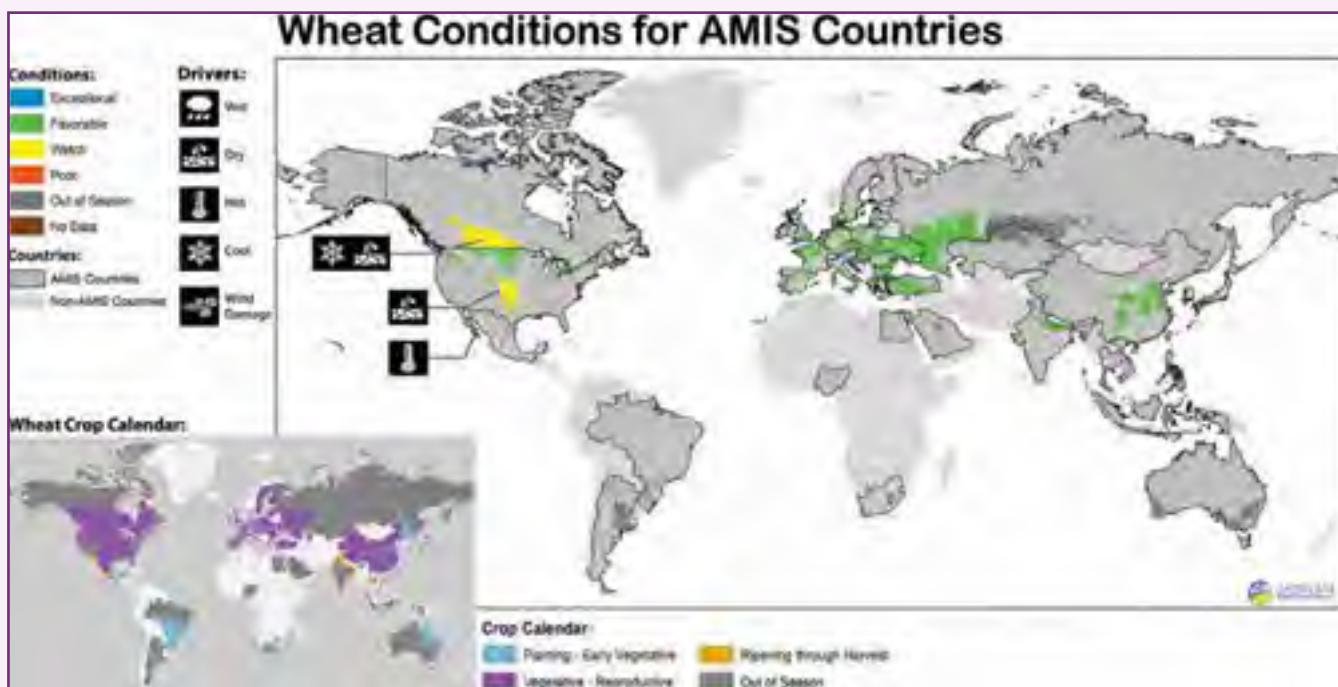 Wheat Conditions for AMIS Countries
Conditions:
Exceptional
Favorable
Watch
Poor
Out of Season
No Data
Countries:
AMIS Countries
Non-AMIS Countries
Drivers:
Wet
Dry
Hot
Cool
Wind
Damage
Wheat Crop Calendar:
Crop Calendar:
Planting - Early Vegetative
Vegetative - Reproductive
Ripening through Harvest
Out of Season